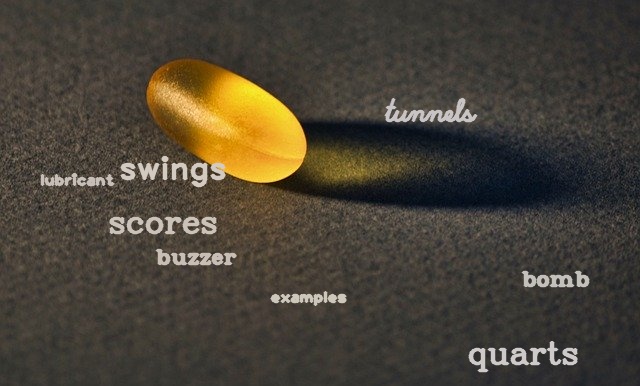 tunnels
lubricant swings
scores
buzzer
bomb
examples
quarts